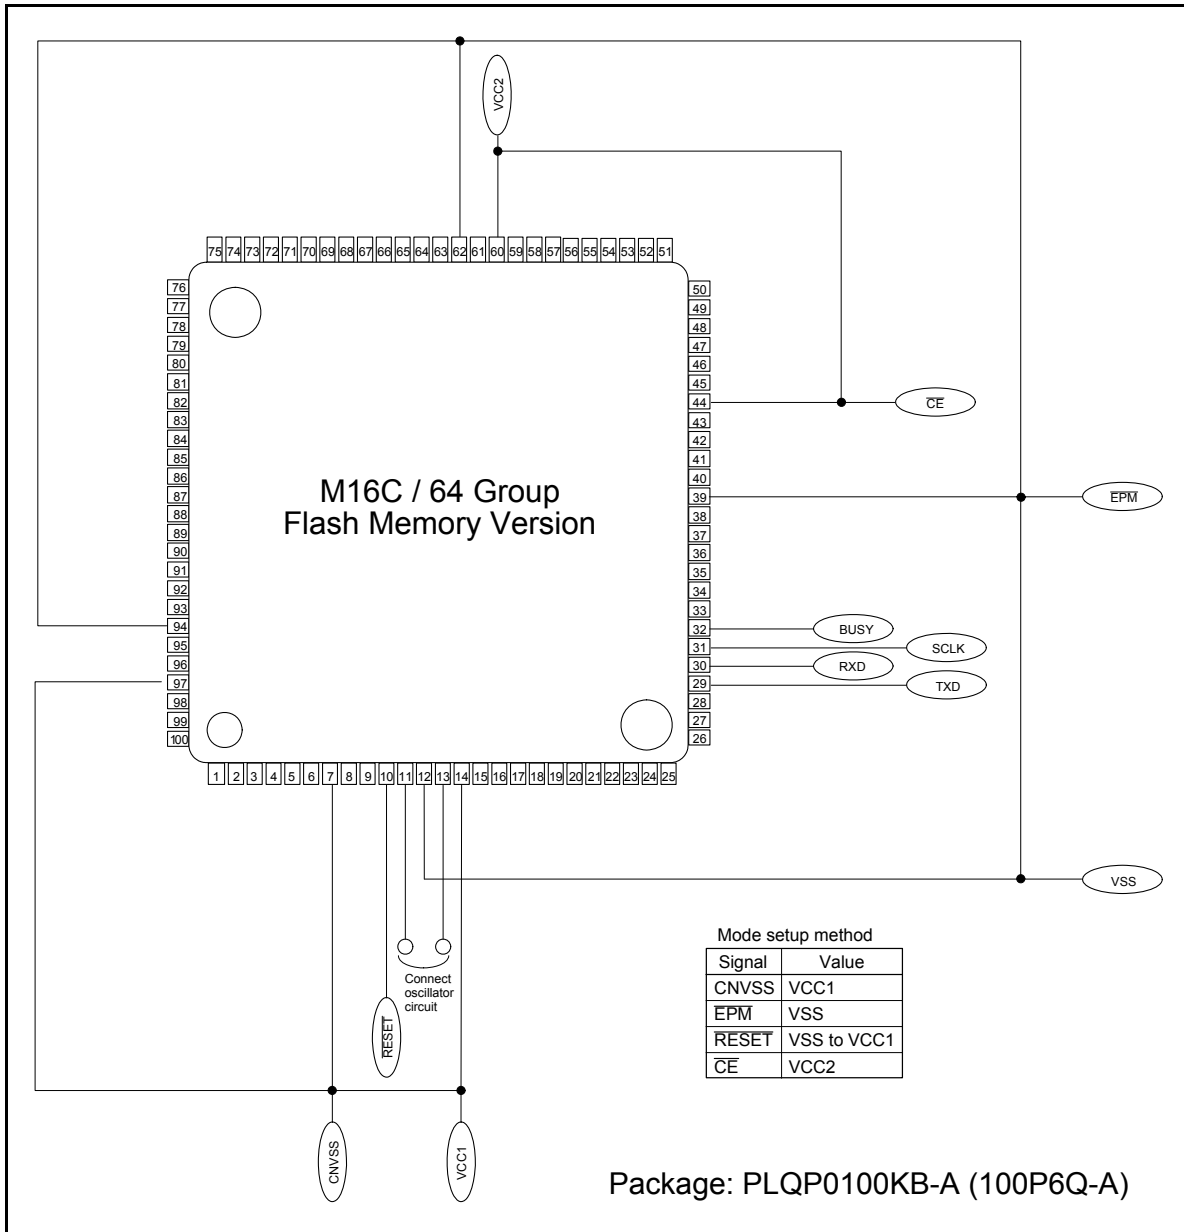 VCC2
75 74 73 72 71 70 69 68 67 66 65 64 63 62 61 60 59 58 57 56 55 54 53 52 51
76
77
78
79
80
81
82
83
84
85
86
87
88
89
90
91
92
93
94
95
96
97
98
99
100
M16C / 64 Group
Flash Memory Version
50
49
48
47
46
45
44
43
42
41
40
39
38
37
36
35
34
33
32
31
30
29
28
27
26
CE
EPM
BUSY
SCLK
RXD
TXD
1 2 3 4 5 6 7 8 9 10 11 12 13 14 15 16 17 18 19 20 21 22 23 24 25
VSS
Connect
oscillator
circuit
RESET
CNVSS
VCC1
Mode setup method
Signal Value
CNVSS VCC1
EPM VSS
RESET VSS to VCC1
CE VCC2
Package: PLQP0100KB-A (100P6Q-A)